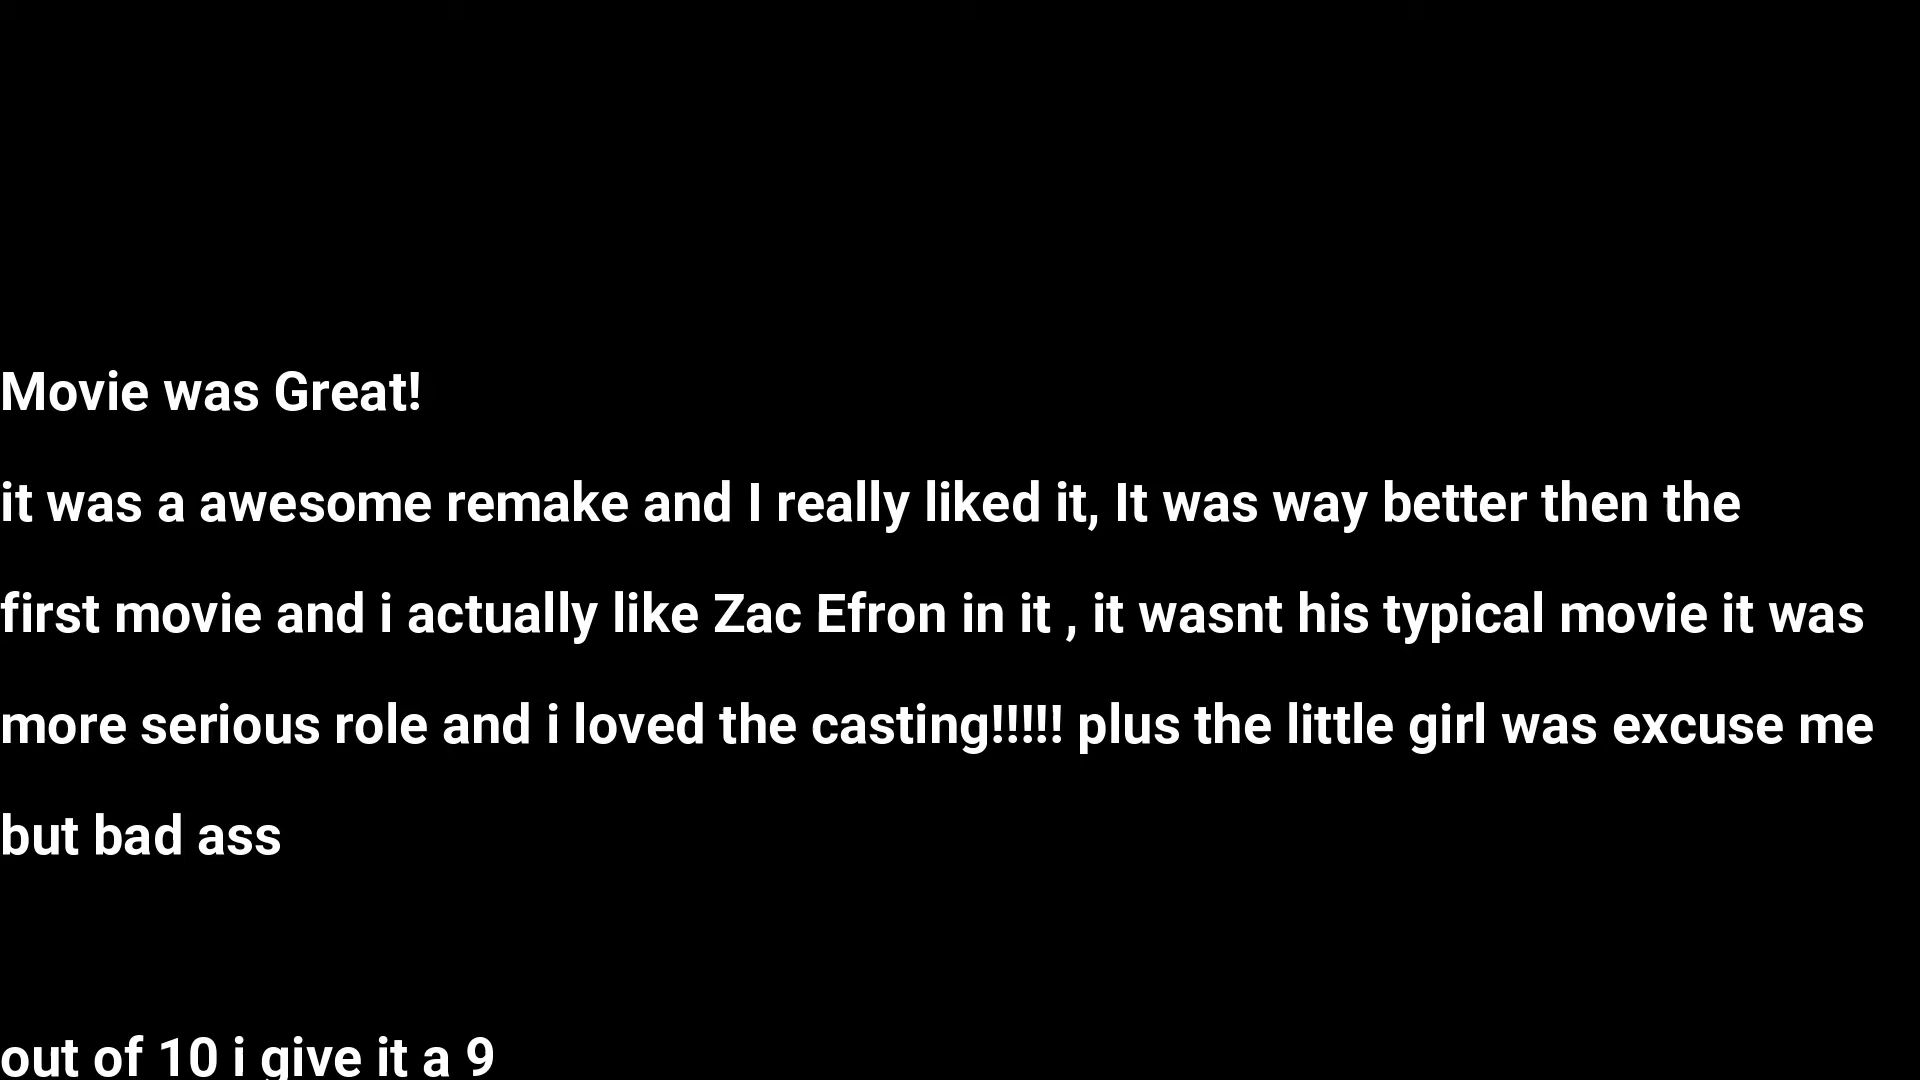 Movie was Great!
it was a awesome remake and I really liked it, It was way better then the
first movie and i actually like Zac Efron in it , it wasnt his typical movie it was
more serious role and i loved the casting!!!!! plus the little girl was excuse me
but bad ass
out of 10 i give it a 9